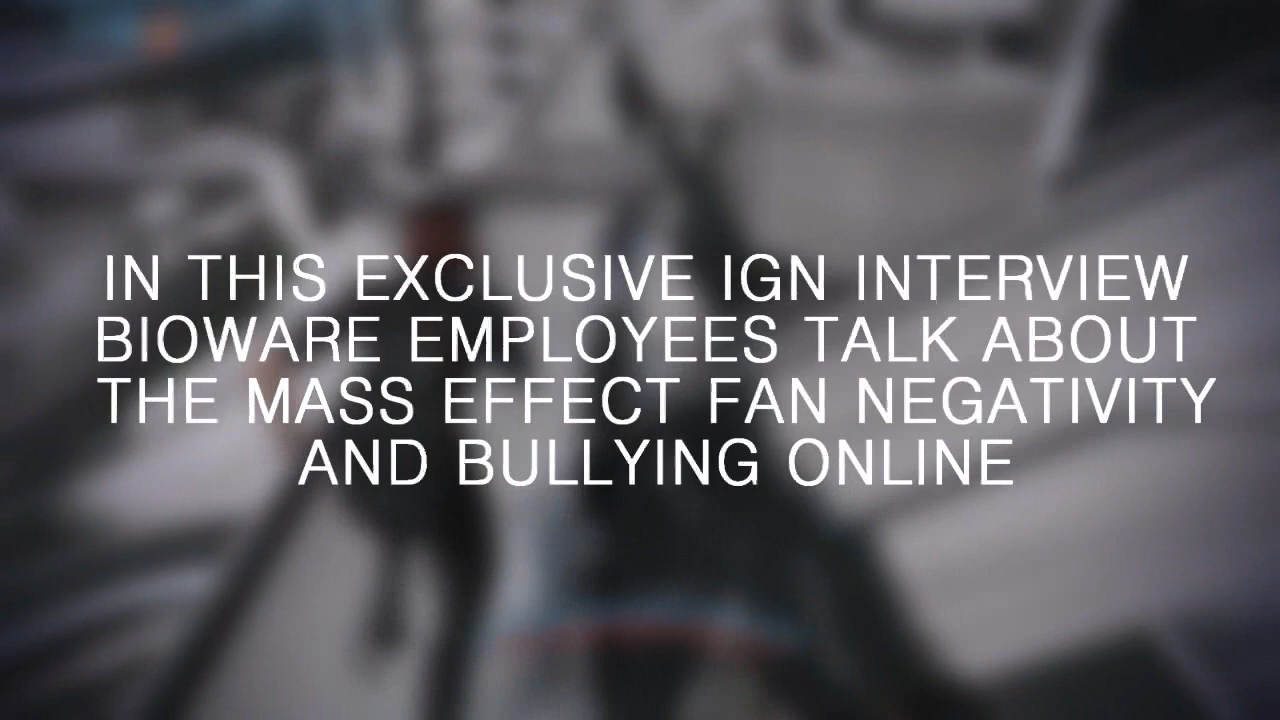 IN THIS EXCLUSIVE IGN INTERVIEW
BIOWARE EMPLOYEES TALK ABOUT
THE MASS EFFECT FAN NEGATIVITY
AND BULLYING ONLINE